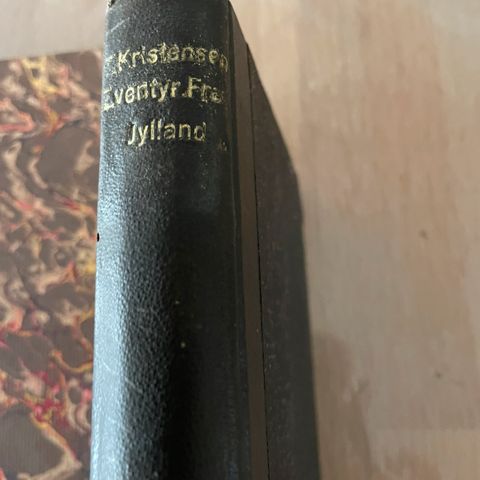 E. Kristensen
Eventyr Fra
Jylland